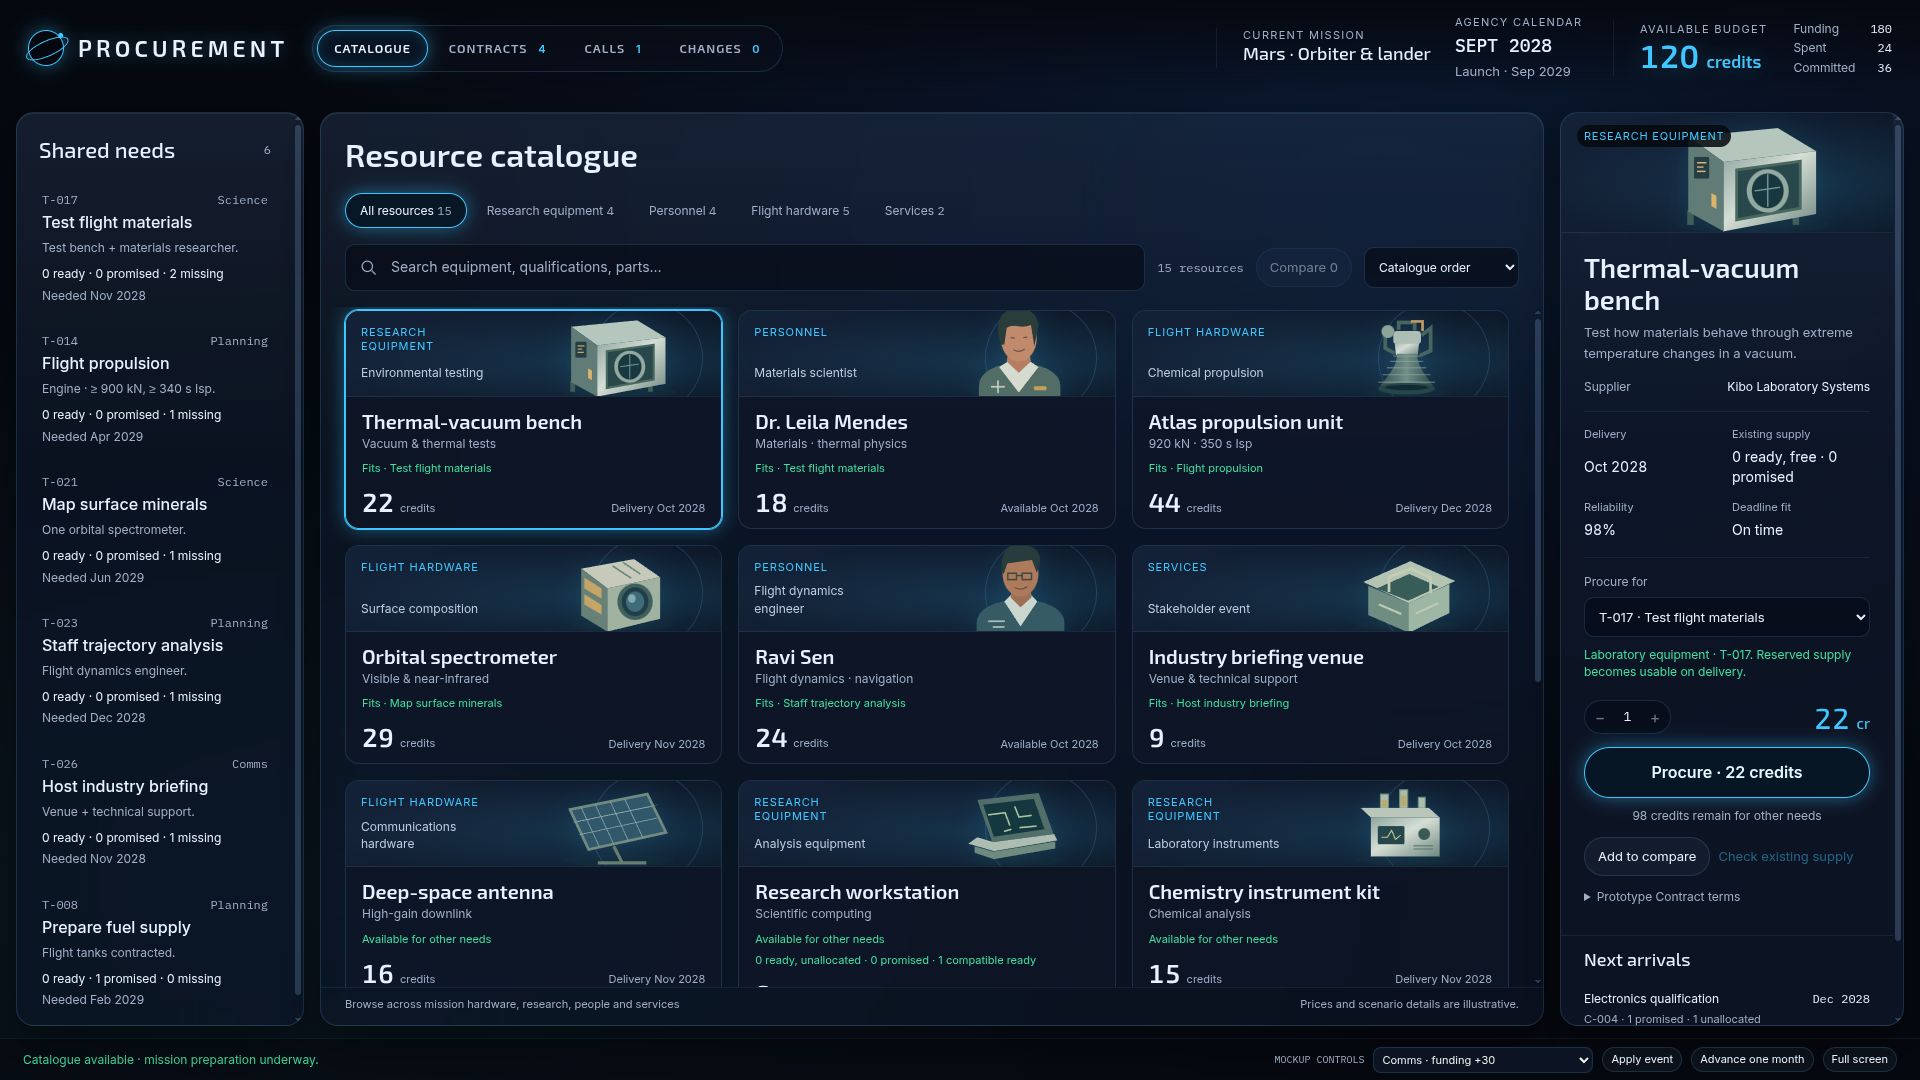 PROCUREMENT
CATALOGUE
CONTRACTS 4
CALLS 1
CHANGES 0
CURRENT MISSION
Mars · Orbiter & lander
AGENCY CALENDAR
SEPT 2028
Launch · Sep 2029
AVAILABLE BUDGET
120 credits
Funding 180
Spent 24
Committed 36
Shared needs 6
T-017 Science
Test flight materials
Test bench + materials researcher.
0 ready · 0 promised · 2 missing
Needed Nov 2028
T-014 Planning
Flight propulsion
Engine · ≥ 900 kN, ≥ 340 s Isp.
0 ready · 0 promised · 1 missing
Needed Apr 2029
T-021 Science
Map surface minerals
One orbital spectrometer.
0 ready · 0 promised · 1 missing
Needed Jun 2029
T-023 Planning
Staff trajectory analysis
Flight dynamics engineer.
0 ready · 0 promised · 1 missing
Needed Dec 2028
T-026 Comms
Host industry briefing
Venue + technical support.
0 ready · 0 promised · 1 missing
Needed Nov 2028
T-008 Planning
Prepare fuel supply
Flight tanks contracted.
0 ready · 1 promised · 0 missing
Needed Feb 2029
Resource catalogue
All resources 15
Research equipment 4
Personnel 4
Flight hardware 5
Services 2
Search equipment, qualifications, parts...
15 resources
Compare 0
Catalogue order
RESEARCH
EQUIPMENT
Environmental testing
Thermal-vacuum bench
Vacuum & thermal tests
Fits · Test flight materials
22 credits
Delivery Oct 2028
PERSONNEL
Materials scientist
Dr. Leila Mendes
Materials · thermal physics
Fits · Test flight materials
18 credits
Available Oct 2028
FLIGHT HARDWARE
Chemical propulsion
Atlas propulsion unit
920 kN · 350 s Isp
Fits · Flight propulsion
44 credits
Delivery Dec 2028
FLIGHT HARDWARE
Surface composition
Orbital spectrometer
Visible & near-infrared
Fits · Map surface minerals
29 credits
Delivery Nov 2028
PERSONNEL
Flight dynamics
engineer
Ravi Sen
Flight dynamics · navigation
Fits · Staff trajectory analysis
24 credits
Available Oct 2028
SERVICES
Stakeholder event
Industry briefing venue
Venue & technical support
Fits · Host industry briefing
9 credits
Delivery Oct 2028
FLIGHT HARDWARE
Communications
hardware
Deep-space antenna
High-gain downlink
Available for other needs
16 credits
Delivery Nov 2028
RESEARCH
EQUIPMENT
Analysis equipment
Research workstation
Scientific computing
Available for other needs
0 ready, unallocated · 0 promised · 1 compatible ready
RESEARCH
EQUIPMENT
Laboratory instruments
Chemistry instrument kit
Chemical analysis
Available for other needs
15 credits
Delivery Nov 2028
Browse across mission hardware, research, people and services
Prices and scenario details are illustrative.
RESEARCH EQUIPMENT
Thermal-vacuum
bench
Test how materials behave through extreme
temperature changes in a vacuum.
Supplier Kibo Laboratory Systems
Delivery
Oct 2028
Existing supply
0 ready, free · 0
promised
Reliability
98%
Deadline fit
On time
Procure for
T-017 · Test flight materials
Laboratory equipment · T-017. Reserved supply
becomes usable on delivery.
− 1 +
22 cr
Procure · 22 credits
98 credits remain for other needs
Add to compare
Check existing supply
Prototype Contract terms
Next arrivals
Electronics qualification Dec 2028
C-004 · 1 promised · 1 unallocated
Catalogue available · mission preparation underway.
MOCKUP CONTROLS
Comms · funding +30
Apply event
Advance one month
Full screen